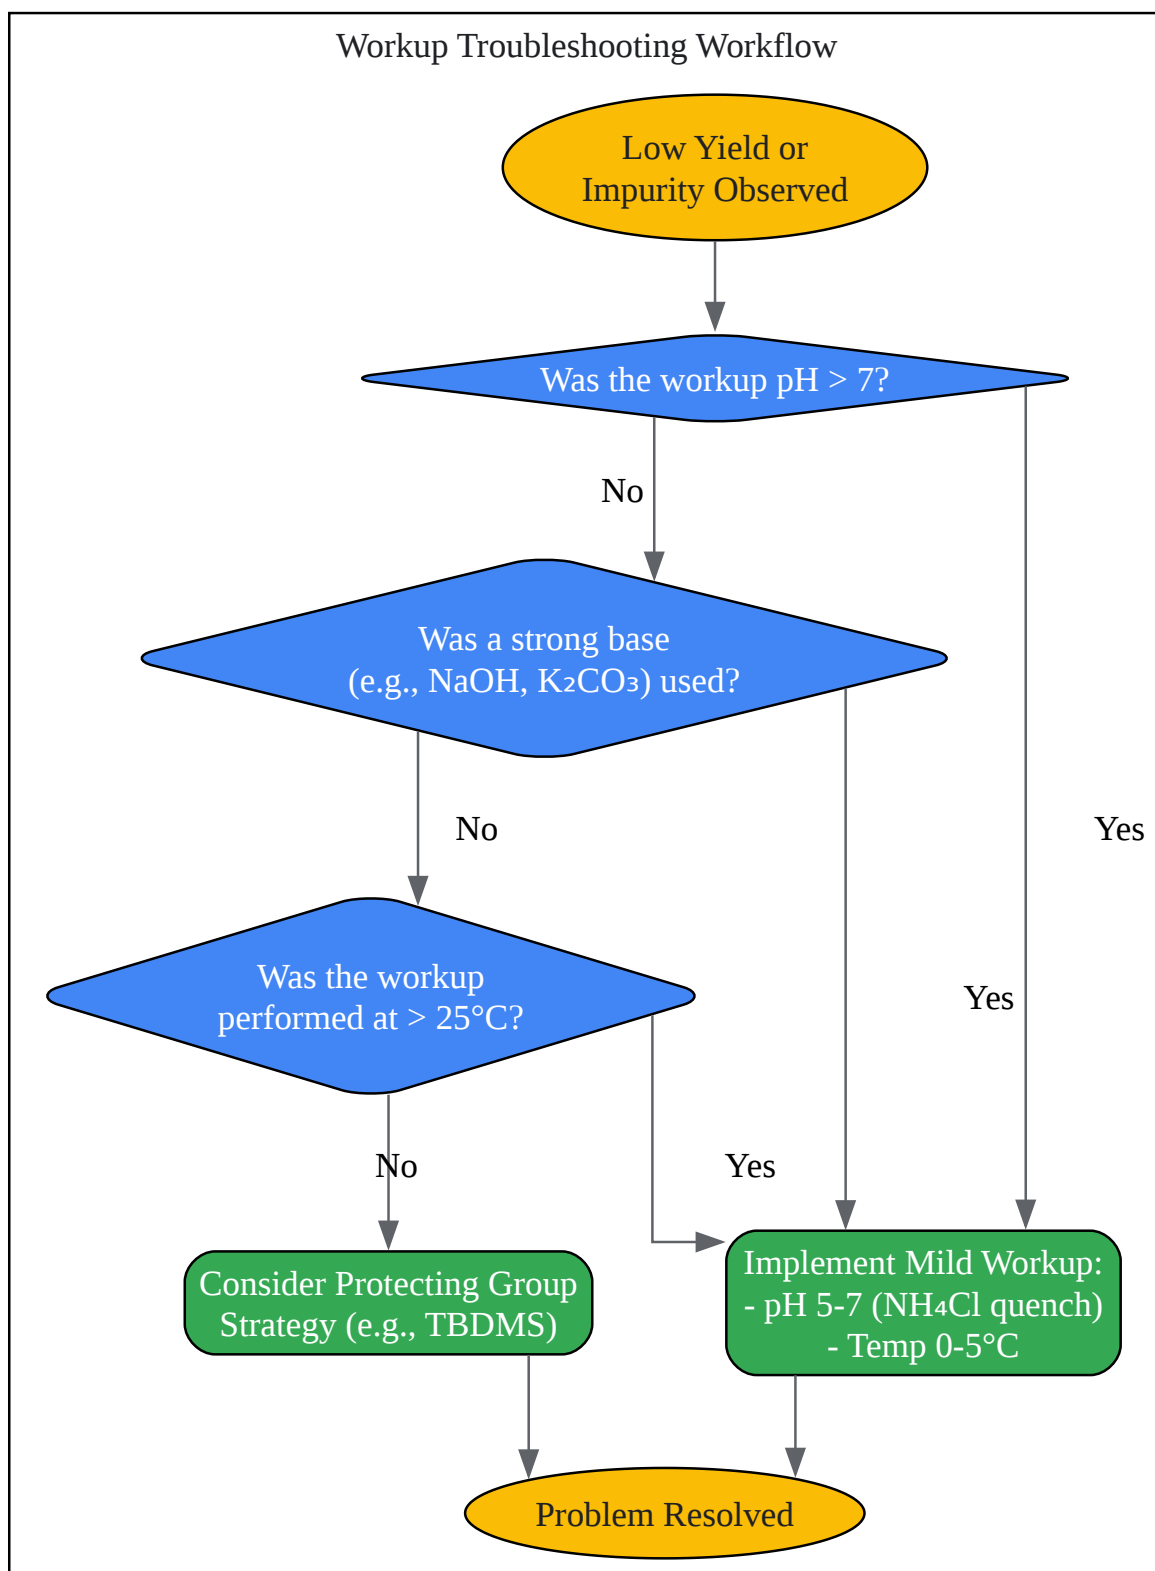 Workup Troubleshooting Workflow
Low Yield or
Impurity Observed
Was the workup pH > 7?
No
Was a strong base
(e.g., NaOH, K₂CO₃) used?
No
Yes
Was the workup
performed at > 25°C?
Yes
No
Yes
Consider Protecting Group
Strategy (e.g., TBDMS)
Implement Mild Workup:
- pH 5-7 (NH₄Cl quench)
- Temp 0-5°C
Problem Resolved